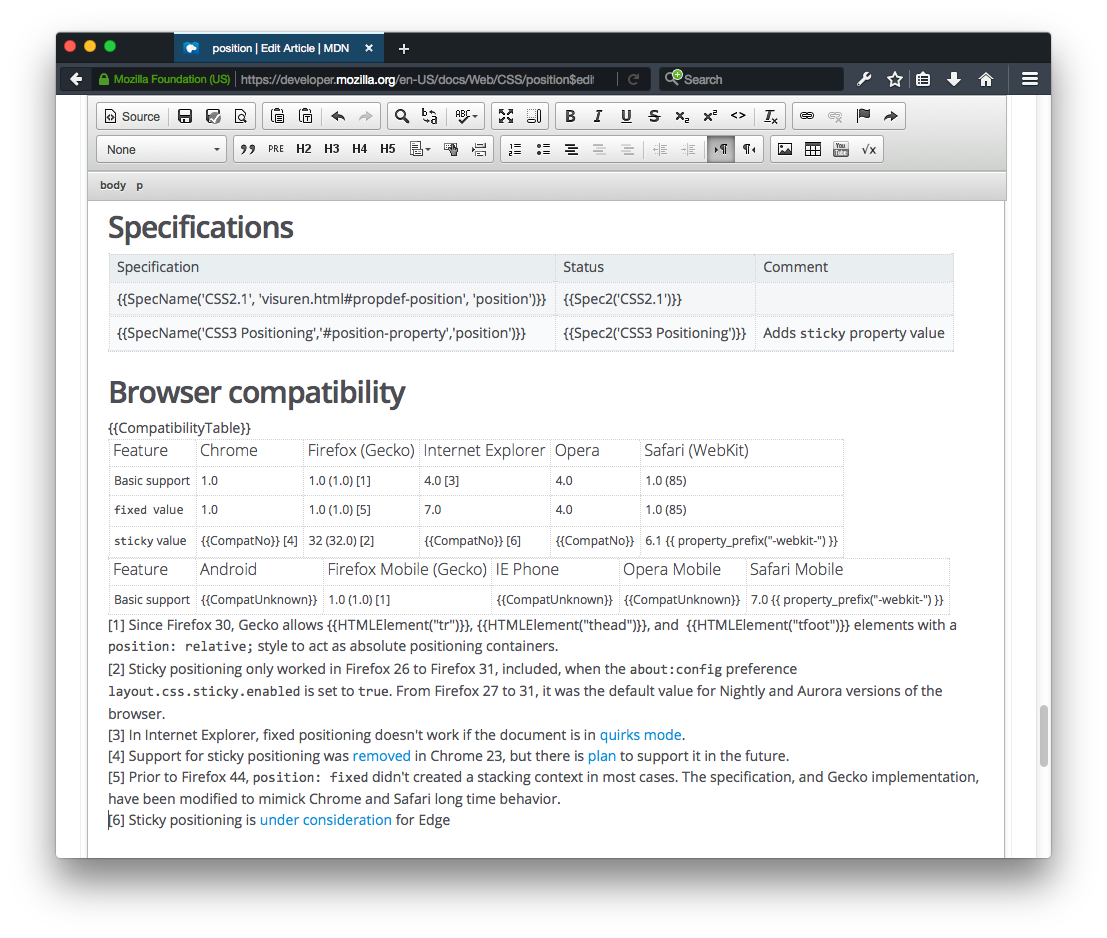 position | Edit Article | MDN
Mozilla Foundation (US) https://developer.mozilla.org/en-US/docs/Web/CSS/position$edit Search
Source ABC B I U S x₂ x² <> Tx
None PRE H2 H3 H4 H5 You Tube √x
body p
Specifications
Specification Status Comment
{{SpecName('CSS2.1', 'visuren.html#propdef-position', 'position')}} {{Spec2('CSS2.1')}}
{{SpecName('CSS3 Positioning','#position-property','position')}} {{Spec2('CSS3 Positioning')}} Adds sticky property value
Browser compatibility
{{CompatibilityTable}}
Feature Chrome Firefox (Gecko) Internet Explorer Opera Safari (WebKit)
Basic support 1.0 1.0 (1.0) [1] 4.0 [3] 4.0 1.0 (85)
fixed value 1.0 1.0 (1.0) [5] 7.0 4.0 1.0 (85)
sticky value {{CompatNo}} [4] 32 (32.0) [2] {{CompatNo}} [6] {{CompatNo}} 6.1 {{ property_prefix("-webkit-") }}
Feature Android Firefox Mobile (Gecko) IE Phone Opera Mobile Safari Mobile
Basic support {{CompatUnknown}} 1.0 (1.0) [1] {{CompatUnknown}} {{CompatUnknown}} 7.0 {{ property_prefix("-webkit-") }}
[1] Since Firefox 30, Gecko allows {{HTMLElement("tr")}}, {{HTMLElement("thead")}}, and {{HTMLElement("tfoot")}} elements with a
position: relative; style to act as absolute positioning containers.
[2] Sticky positioning only worked in Firefox 26 to Firefox 31, included, when the about:config preference
layout.css.sticky.enabled is set to true. From Firefox 27 to 31, it was the default value for Nightly and Aurora versions of the
browser.
[3] In Internet Explorer, fixed positioning doesn't work if the document is in quirks mode.
[4] Support for sticky positioning was removed in Chrome 23, but there is plan to support it in the future.
[5] Prior to Firefox 44, position: fixed didn't created a stacking context in most cases. The specification, and Gecko implementation,
have been modified to mimick Chrome and Safari long time behavior.
[6] Sticky positioning is under consideration for Edge